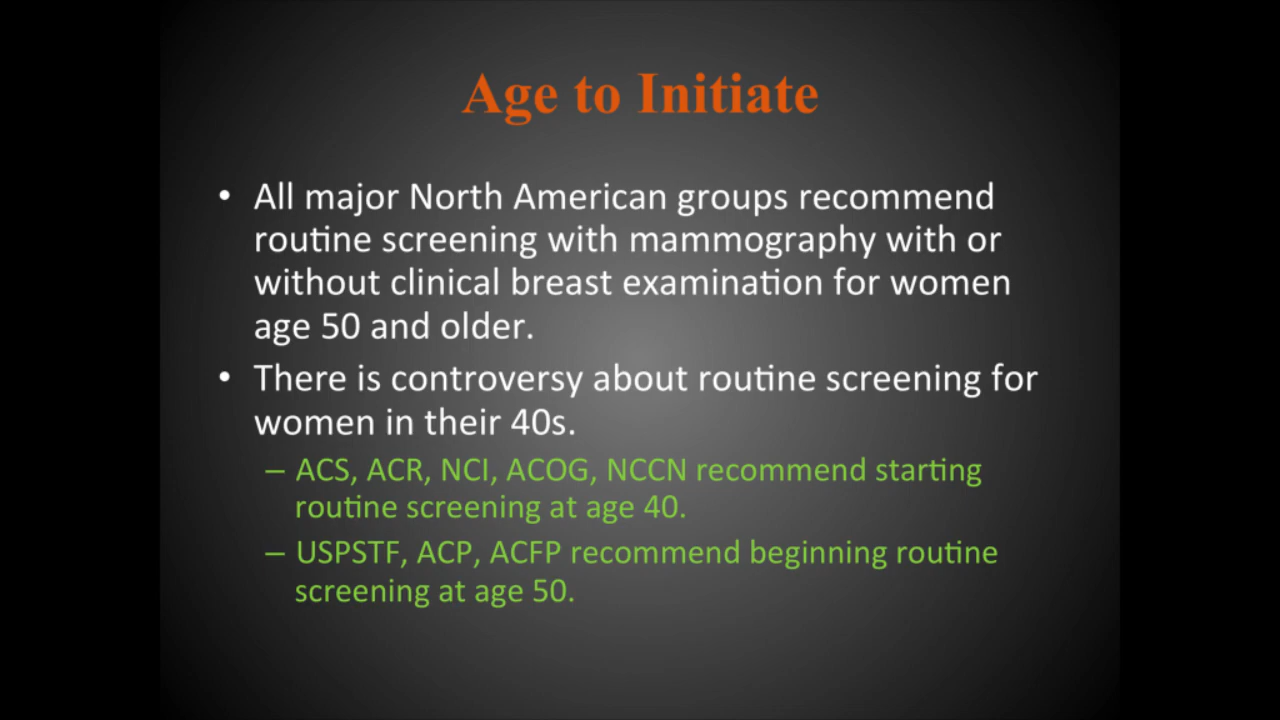 Age to Initiate
• All major North American groups recommend
routine screening with mammography with or
without clinical breast examination for women
age 50 and older.
• There is controversy about routine screening for
women in their 40s.
– ACS, ACR, NCI, ACOG, NCCN recommend starting
routine screening at age 40.
– USPSTF, ACP, ACFP recommend beginning routine
screening at age 50.